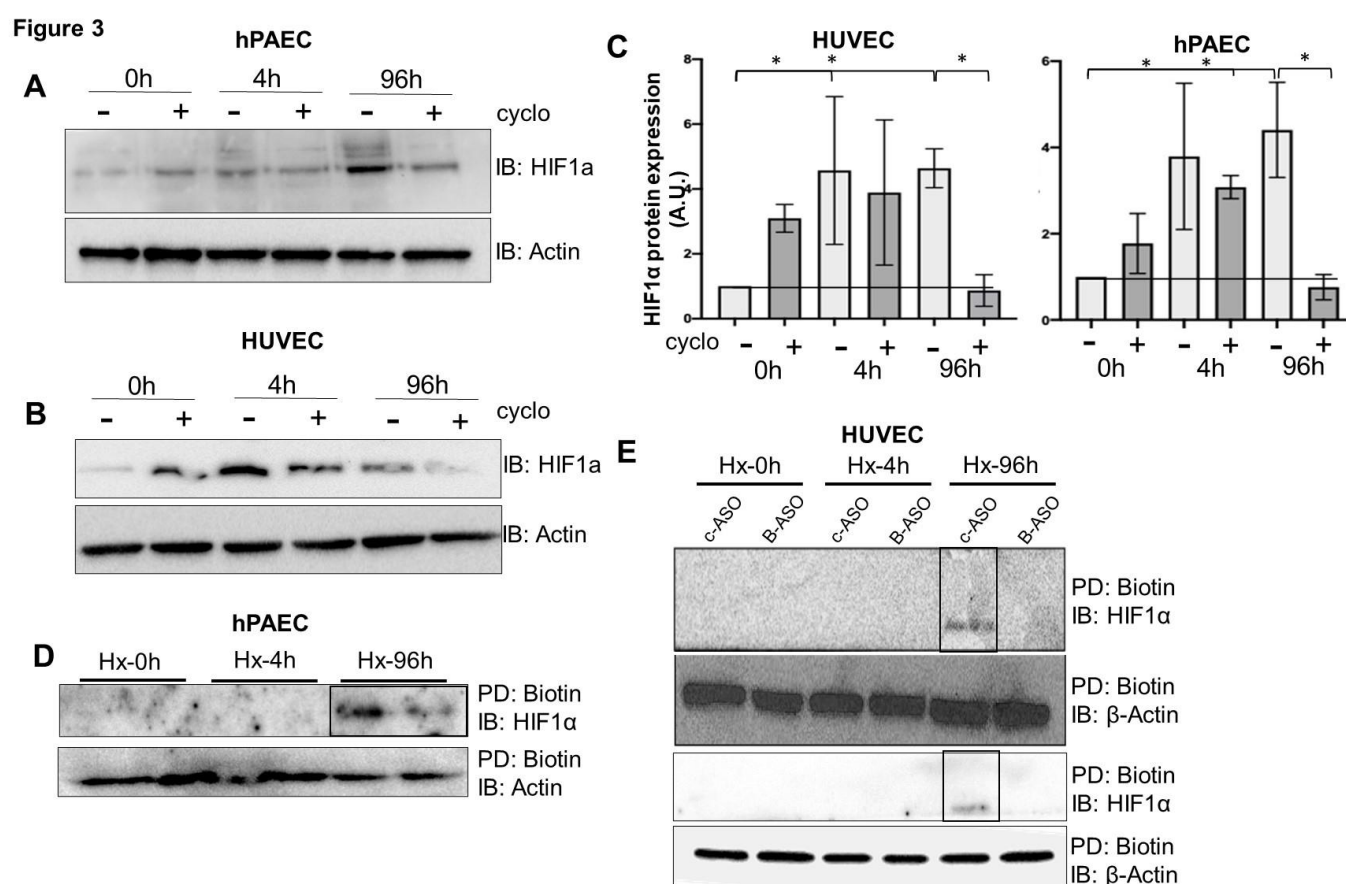 Figure 3
hPAEC
A
0h 4h 96h
- + - + - + cyclo
IB: HIF1a
IB: Actin
HUVEC
B
0h 4h 96h
- + - + - + cyclo
IB: HIF1a
IB: Actin
C
HUVEC
HIF1α protein expression
(A.U.)
8
6
4
2
0
* * *
cyclo - + - + - +
0h 4h 96h
hPAEC
6
4
2
0
* * *
- + - + - +
0h 4h 96h
hPAEC
D
Hx-0h Hx-4h Hx-96h
PD: Biotin
IB: HIF1α
PD: Biotin
IB: Actin
HUVEC
E
Hx-0h Hx-4h Hx-96h
c-ASO B-ASO c-ASO B-ASO c-ASO B-ASO
PD: Biotin
IB: HIF1α
PD: Biotin
IB: β-Actin
PD: Biotin
IB: HIF1α
PD: Biotin
IB: β-Actin